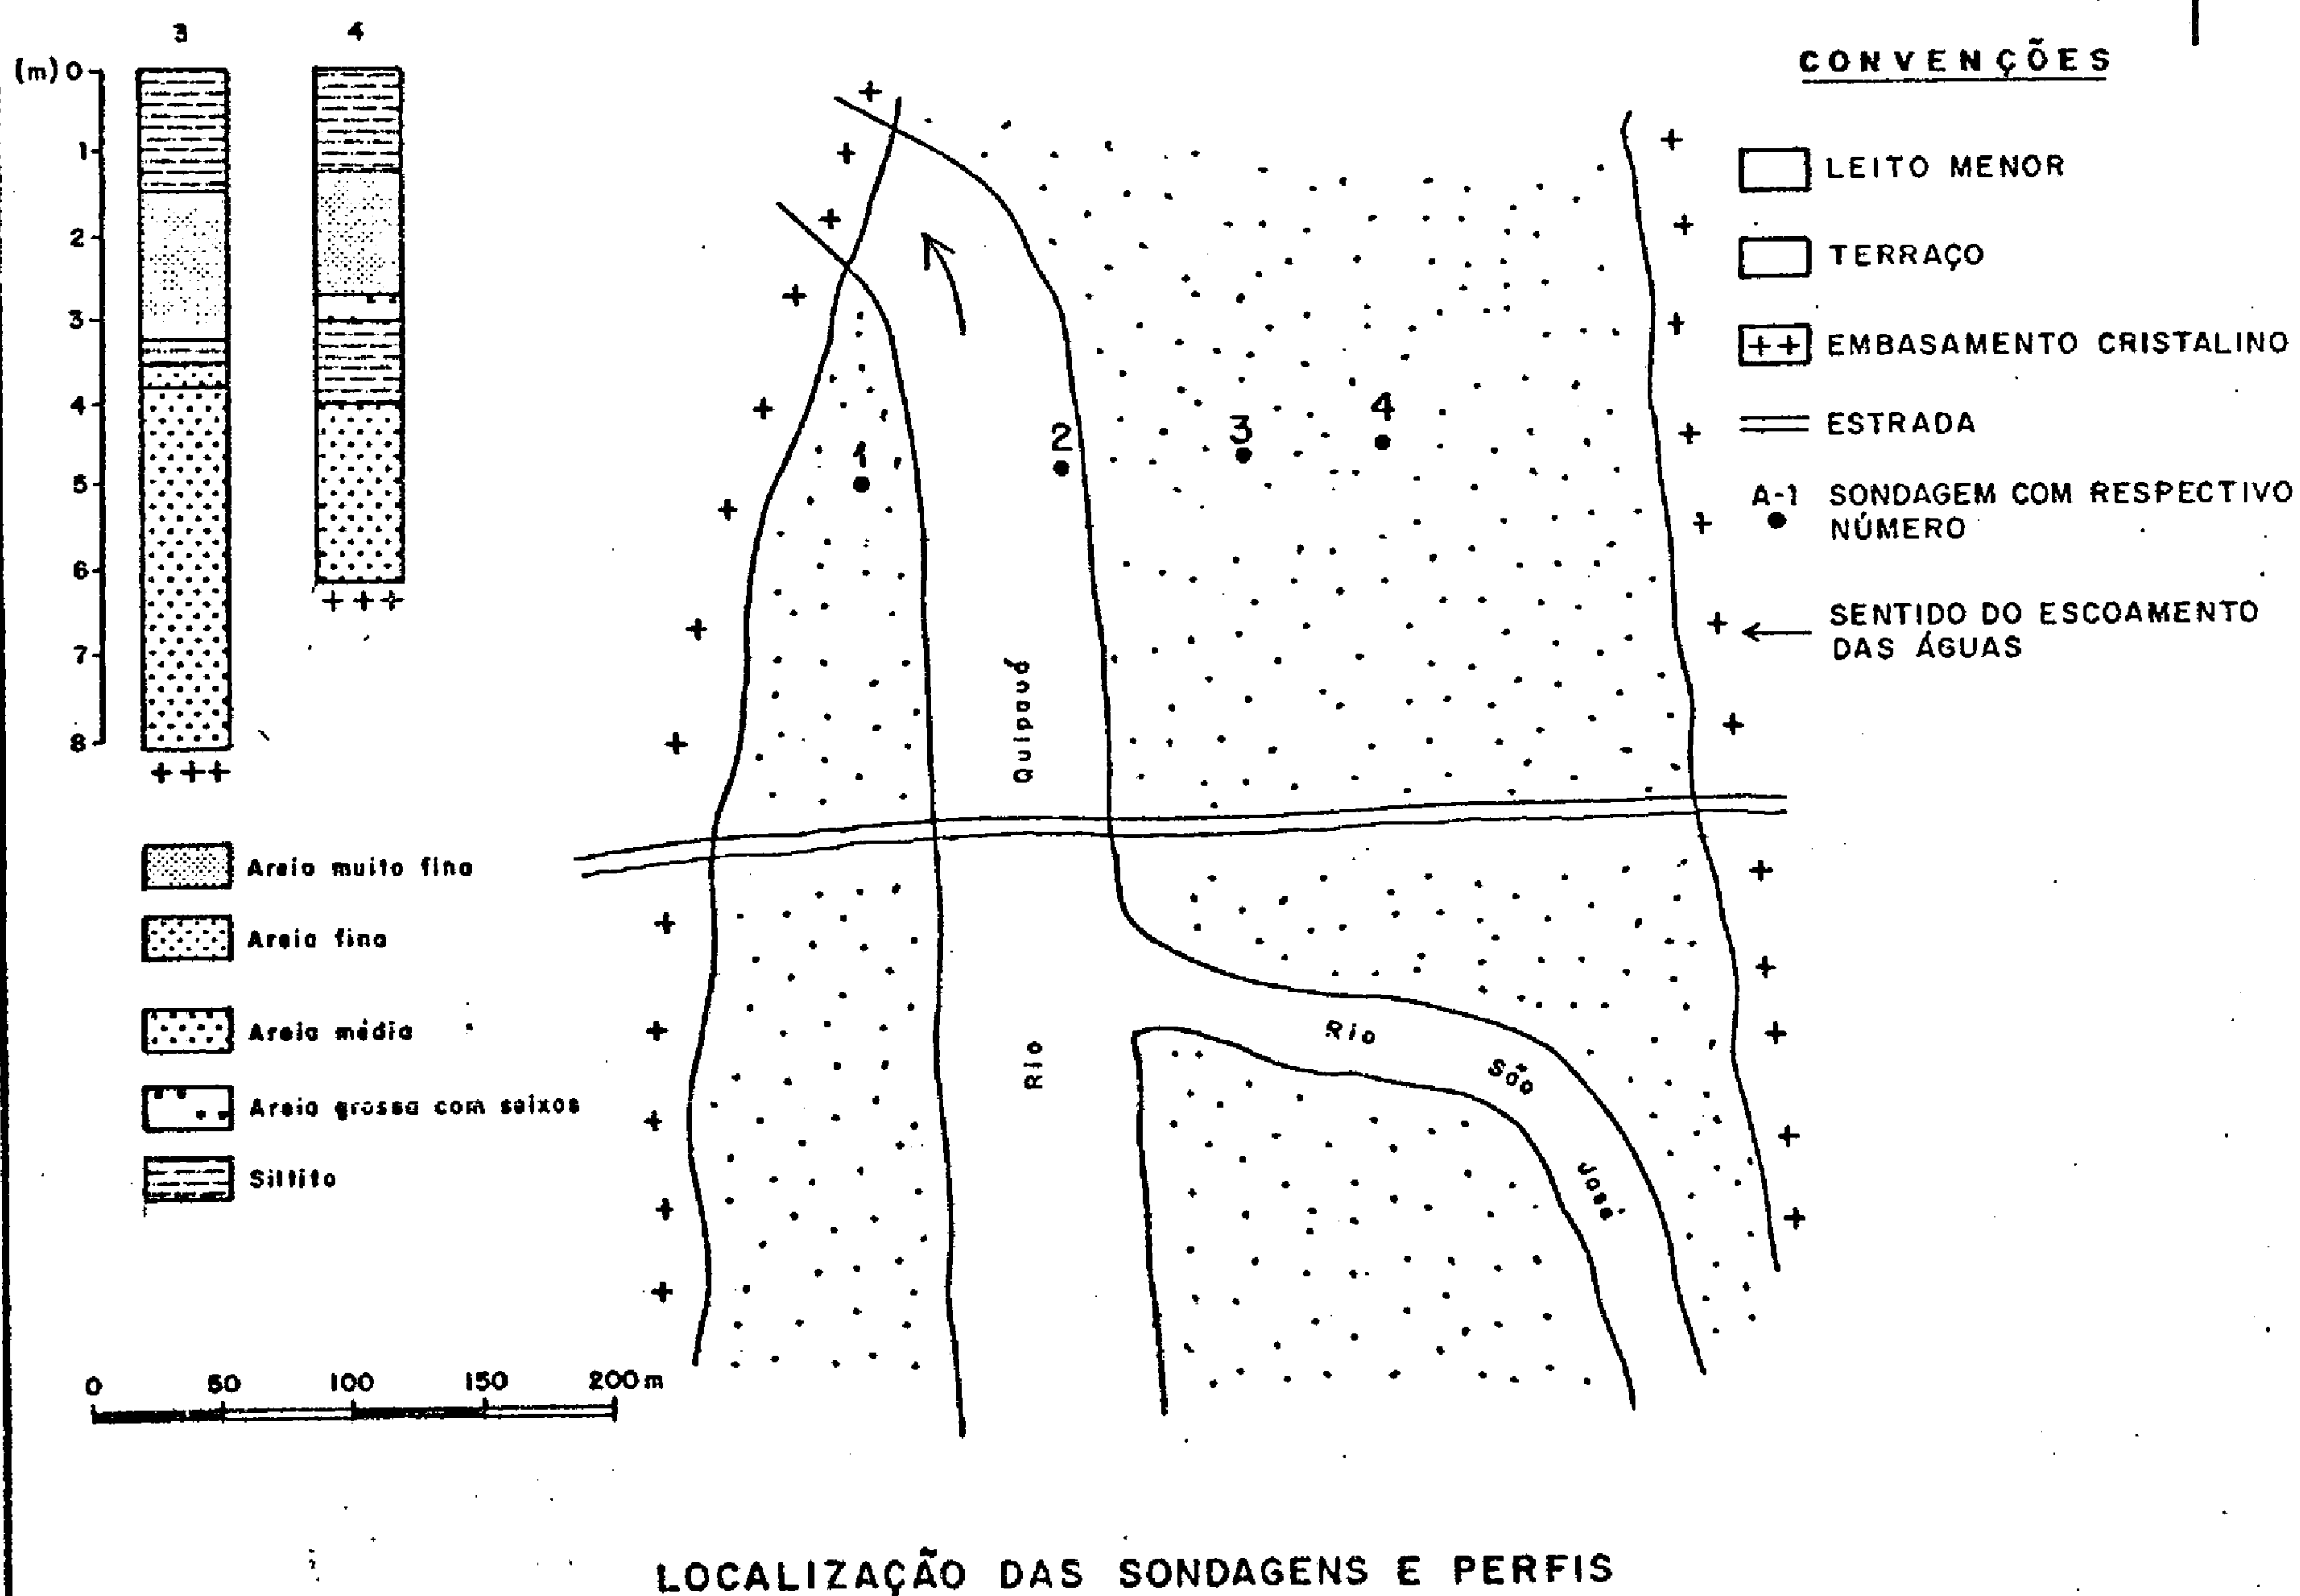 3 4
(m) 0
1
2
3
4
5
6
7
8
Areia muito fina
Areia fina
Areia média
Areia grossa com seixos
Siltito
0 50 100 150 200 m
1
2
3
4
Quipauá
Rio
Rio
São
José
CONVENÇÕES
LEITO MENOR
TERRAÇO
++ EMBASAMENTO CRISTALINO
ESTRADA
A-1 SONDAGEM COM RESPECTIVO
NÚMERO
SENTIDO DO ESCOAMENTO
DAS ÁGUAS
LOCALIZAÇÃO DAS SONDAGENS E PERFIS